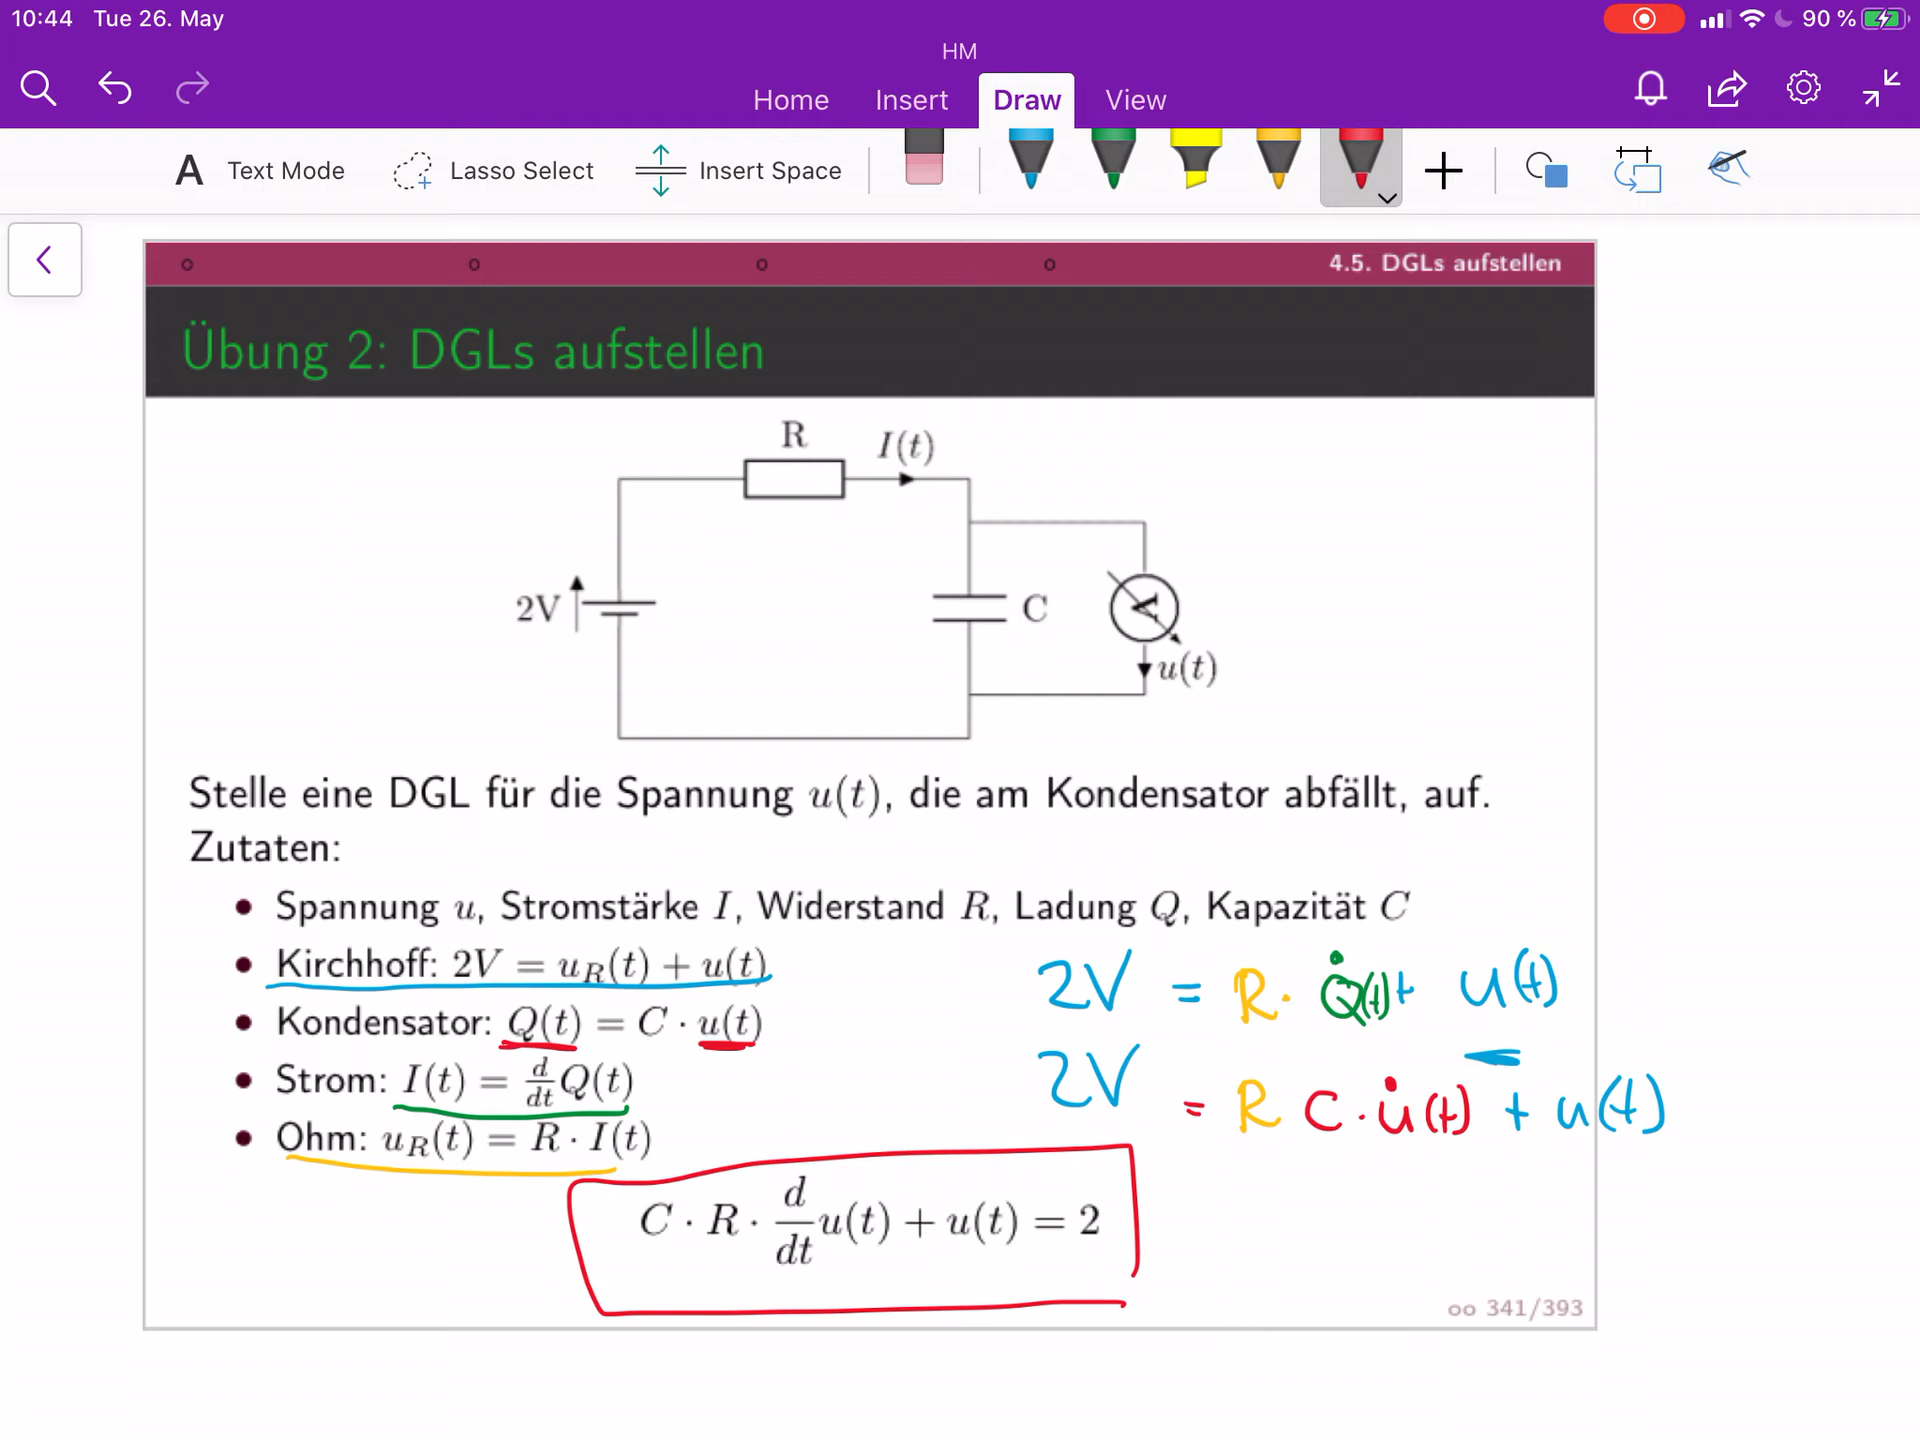 10:44 Tue 26. May
90 %
HM
Home Insert Draw View
A Text Mode Lasso Select Insert Space
4.5. DGLs aufstellen
Übung 2: DGLs aufstellen
R
I(t)
2V
C
A
u(t)
Stelle eine DGL für die Spannung u(t), die am Kondensator abfällt, auf.
Zutaten:
• Spannung u, Stromstärke I, Widerstand R, Ladung Q, Kapazität C
• Kirchhoff: 2V = u_R(t) + u(t)
• Kondensator: Q(t) = C · u(t)
• Strom: I(t) = d/dt Q(t)
• Ohm: u_R(t) = R · I(t)
2V = R · Q̇(t) + u(t)
2V = R C · u̇(t) + u(t)
C · R · d/dt u(t) + u(t) = 2
341/393